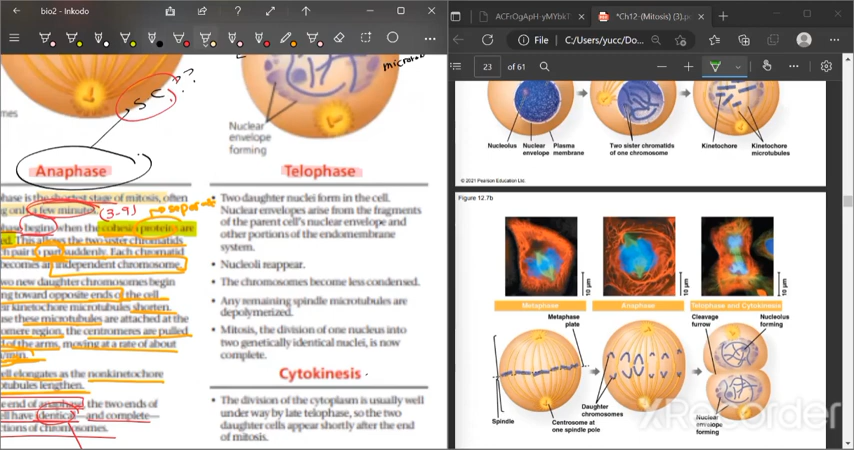 bio2 - Inkodo
ACFrOgApH-yMYbkT
*Ch12-(Mitosis) (3).p
File
C:/Users/yucc/Do...
23 of 61
mes
SC??
Nuclear
envelope
forming
Anaphase
phase is the shortest stage of mitosis, often
ng only a few minutes. (3-9)
phase begins when the cohesin proteins are
ed. This allows the two sister chromatids
ch pair to part suddenly. Each chromatid
becomes an independent chromosome.
wo new daughter chromosomes begin
ng toward opposite ends of the cell
ir kinetochore microtubules shorten.
use these microtubules are attached at the
omere region, the centromeres are pulled
d of the arms, moving at a rate of about
/min.
ell elongates as the nonkinetochore
tubules lengthen.
e end of anaphase, the two ends of
ell have identical—and complete—
ctions of chromosomes.
Telophase
• Two daughter nuclei form in the cell.
Nuclear envelopes arise from the fragments
of the parent cell's nuclear envelope and
other portions of the endomembrane
system.
• Nucleoli reappear.
• The chromosomes become less condensed.
• Any remaining spindle microtubules are
depolymerized.
• Mitosis, the division of one nucleus into
two genetically identical nuclei, is now
complete.
Cytokinesis
• The division of the cytoplasm is usually well
under way by late telophase, so the two
daughter cells appear shortly after the end
of mitosis.
Nucleolus
Nuclear
envelope
Plasma
membrane
Two sister chromatids
of one chromosome
Kinetochore
Kinetochore
microtubules
© 2021 Pearson Education Ltd.
Figure 12.7b
10 µm
10 µm
10 µm
Metaphase
Anaphase
Telophase and Cytokinesis
Metaphase
plate
Cleavage
furrow
Nucleolus
forming
Spindle
Centrosome at
one spindle pole
Daughter
chromosomes
Nuclear
envelope
forming
XRecorder